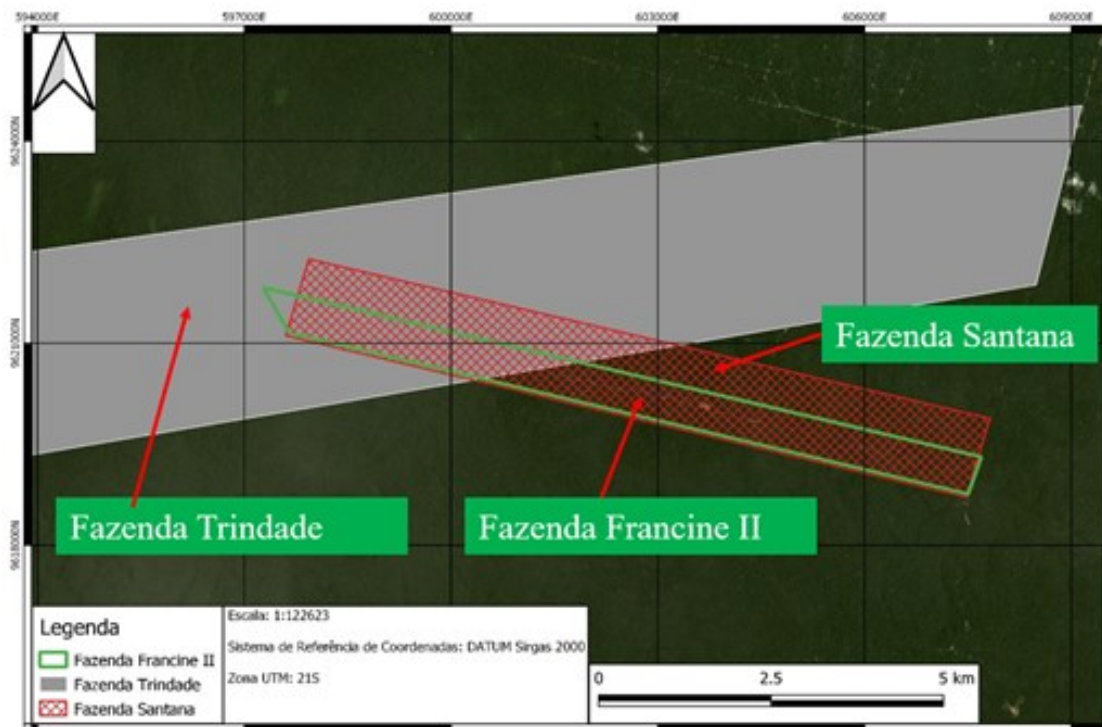 594000E 597000E 600000E 603000E 606000E 609000E
9624000N
9621000N
Fazenda Santana
Fazenda Trindade
Fazenda Francine II
9618000N
Legenda
Fazenda Francine II
Fazenda Trindade
Fazenda Santana
Escala: 1:122623
Sistema de Referência de Coordenadas: DATUM Sirgas 2000
Zona UTM: 21S
0 2.5 5 km